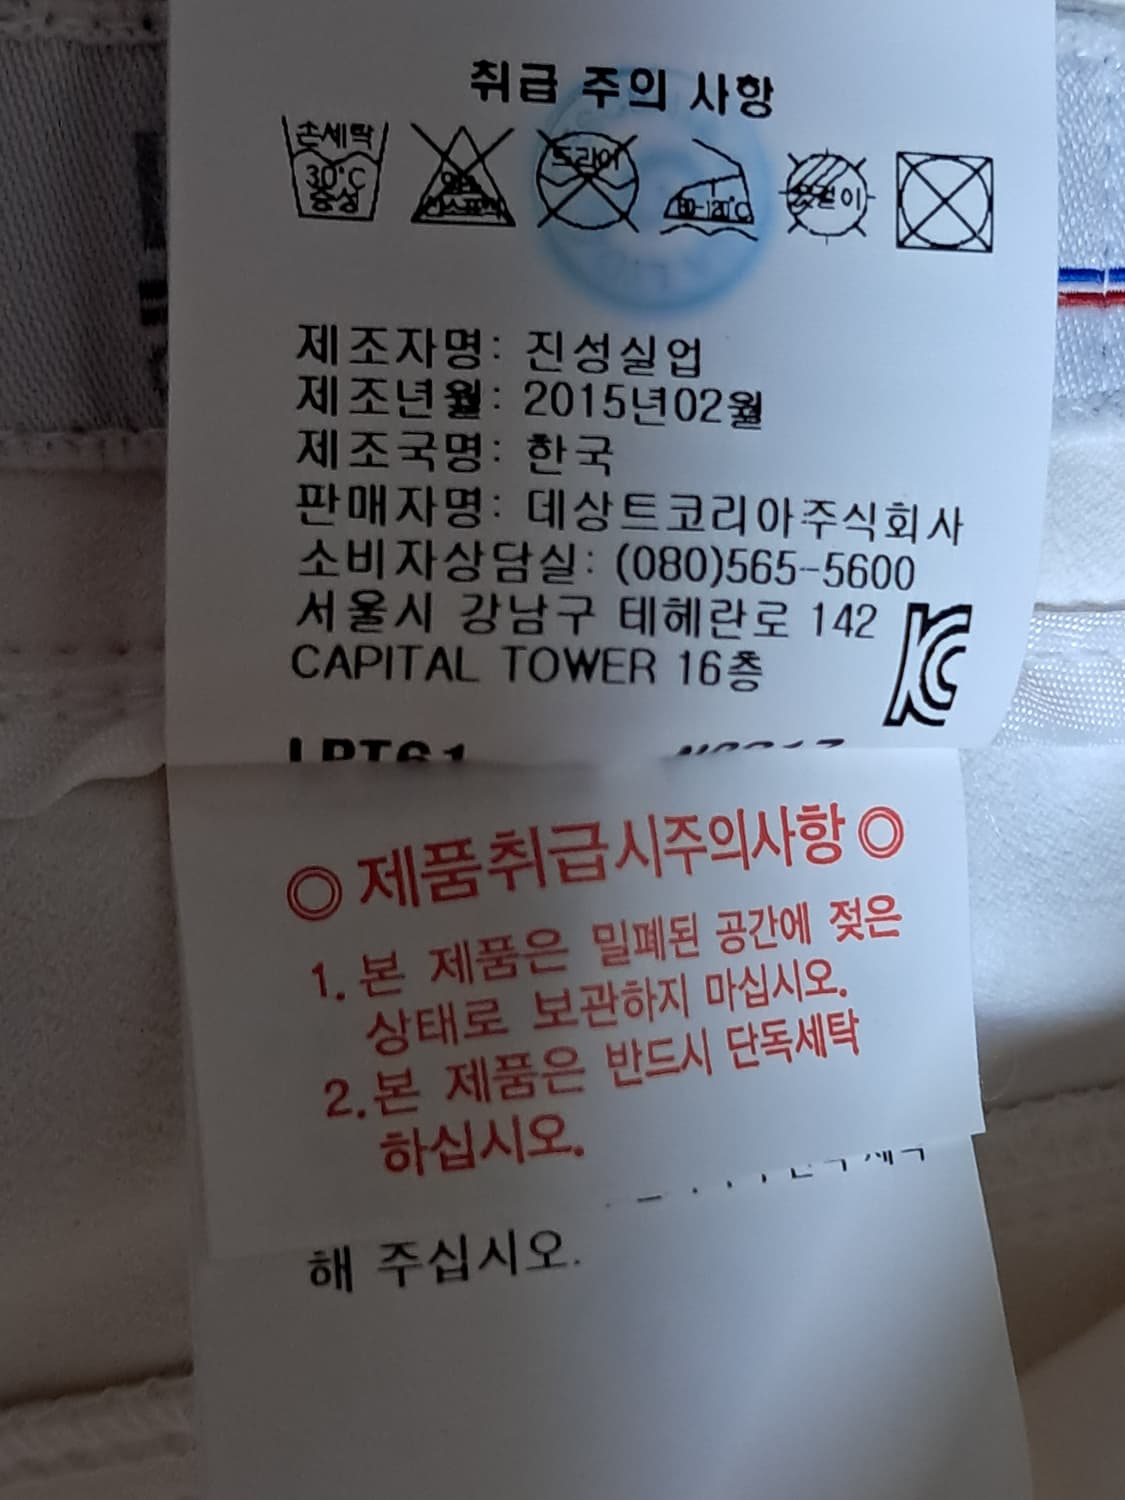 취급 주의 사항
손세탁
30°C
중성
드라이
80-120°C
옷걸이
제조자명: 진성실업
제조년월: 2015년02월
제조국명: 한국
판매자명: 데상트코리아주식회사
소비자상담실: (080)565-5600
서울시 강남구 테헤란로 142
CAPITAL TOWER 16층
◎ 제품취급시주의사항 ◎
1. 본 제품은 밀폐된 공간에 젖은
상태로 보관하지 마십시오.
2. 본 제품은 반드시 단독세탁
하십시오.
해 주십시오.